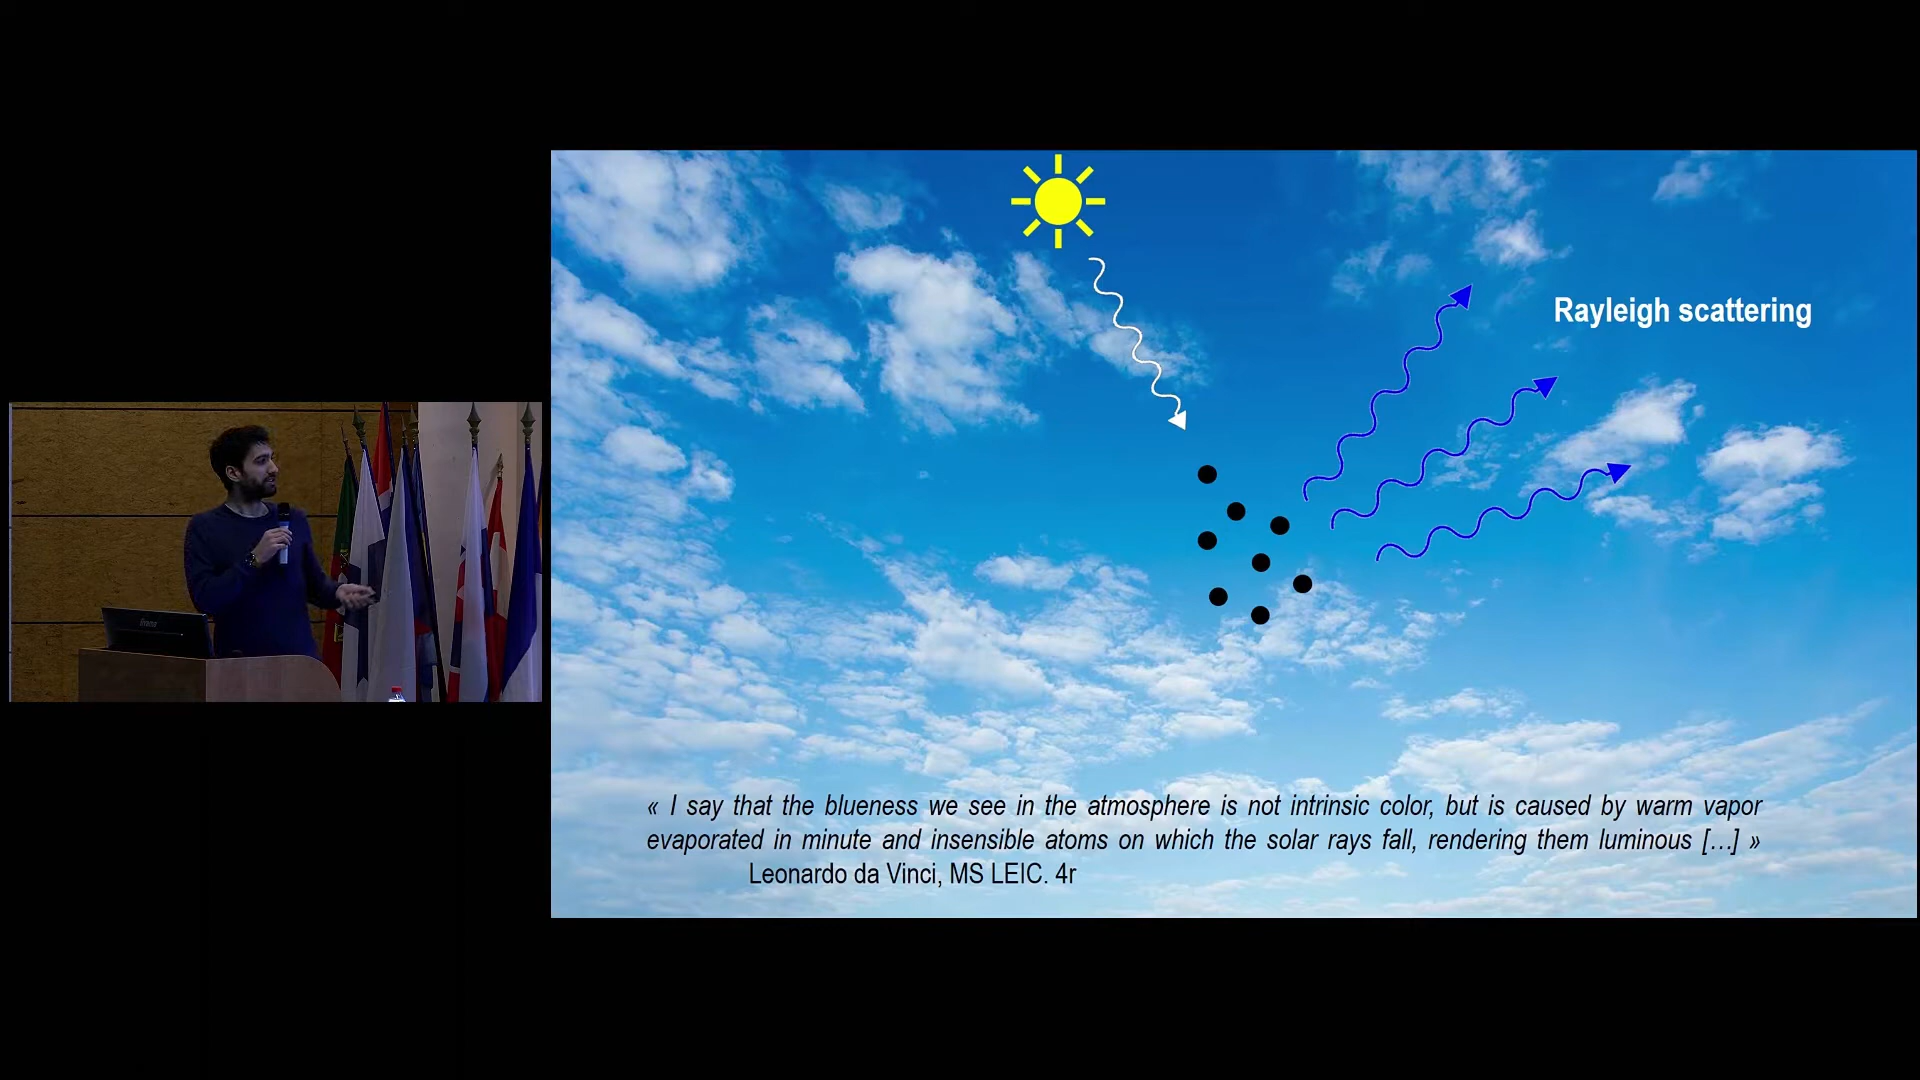 Rayleigh scattering
« I say that the blueness we see in the atmosphere is not intrinsic color, but is caused by warm vapor
evaporated in minute and insensible atoms on which the solar rays fall, rendering them luminous […] »
Leonardo da Vinci, MS LEIC. 4r